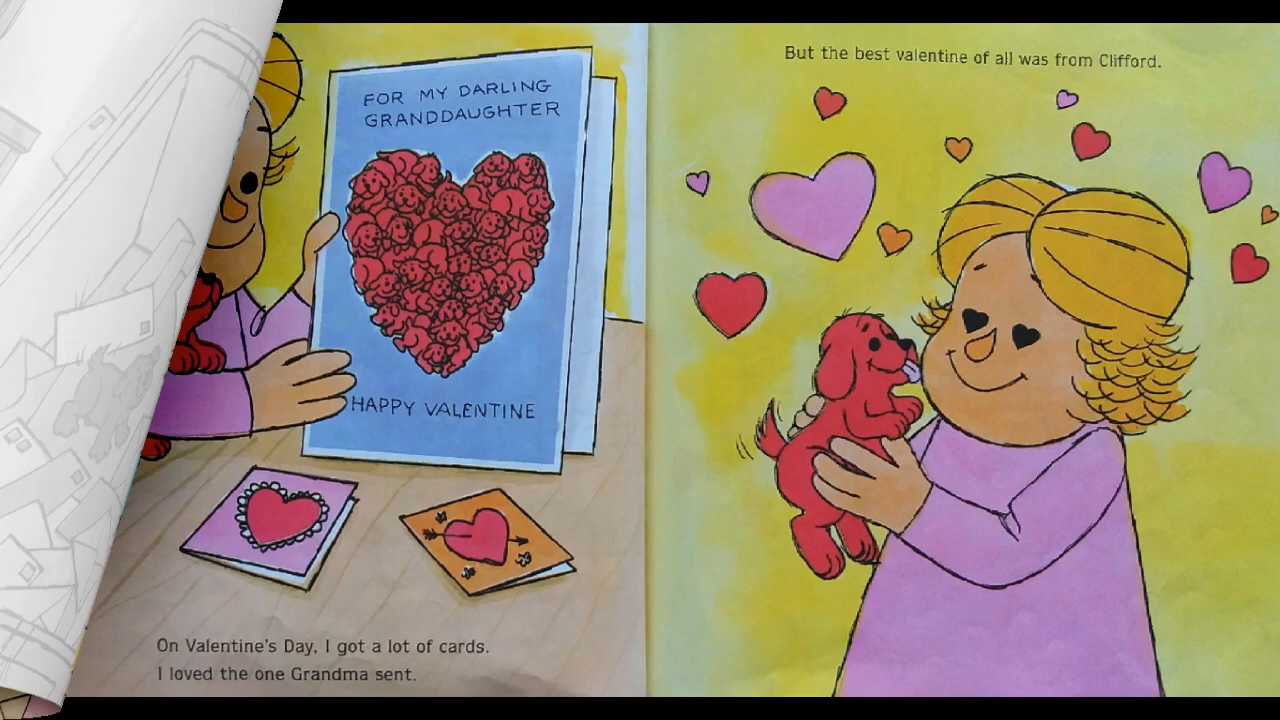 FOR MY DARLING
GRANDDAUGHTER
HAPPY VALENTINE
On Valentine's Day, I got a lot of cards.
I loved the one Grandma sent.
But the best valentine of all was from Clifford.